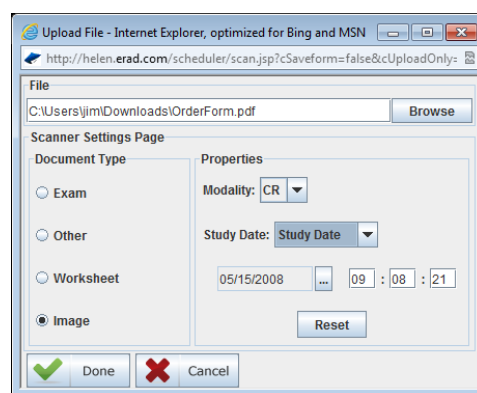 Upload File - Internet Explorer, optimized for Bing and MSN
http://helen.erad.com/scheduler/scan.jsp?cSaveform=false&cUploadOnly=
File
C:\Users\jim\Downloads\OrderForm.pdf Browse
Scanner Settings Page
Document Type Properties
Exam Modality: CR
Other Study Date: Study Date
Worksheet 05/15/2008 ... 09 : 08 : 21
Image Reset
Done Cancel